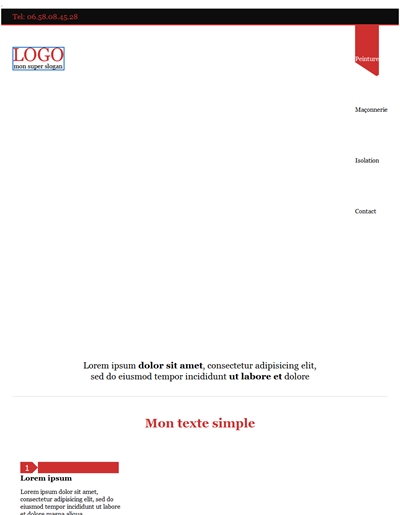 Tel: 06.58.08.45.28
LOGO
mon super slogan
Peinture
Maçonnerie
Isolation
Contact
Lorem ipsum dolor sit amet, consectetur adipisicing elit,
sed do eiusmod tempor incididunt ut labore et dolore
Mon texte simple
1
Lorem ipsum
Lorem ipsum dolor sit amet,
consectetur adipisicing elit, sed do
eiusmod tempor incididunt ut labore
et dolore magna aliqua